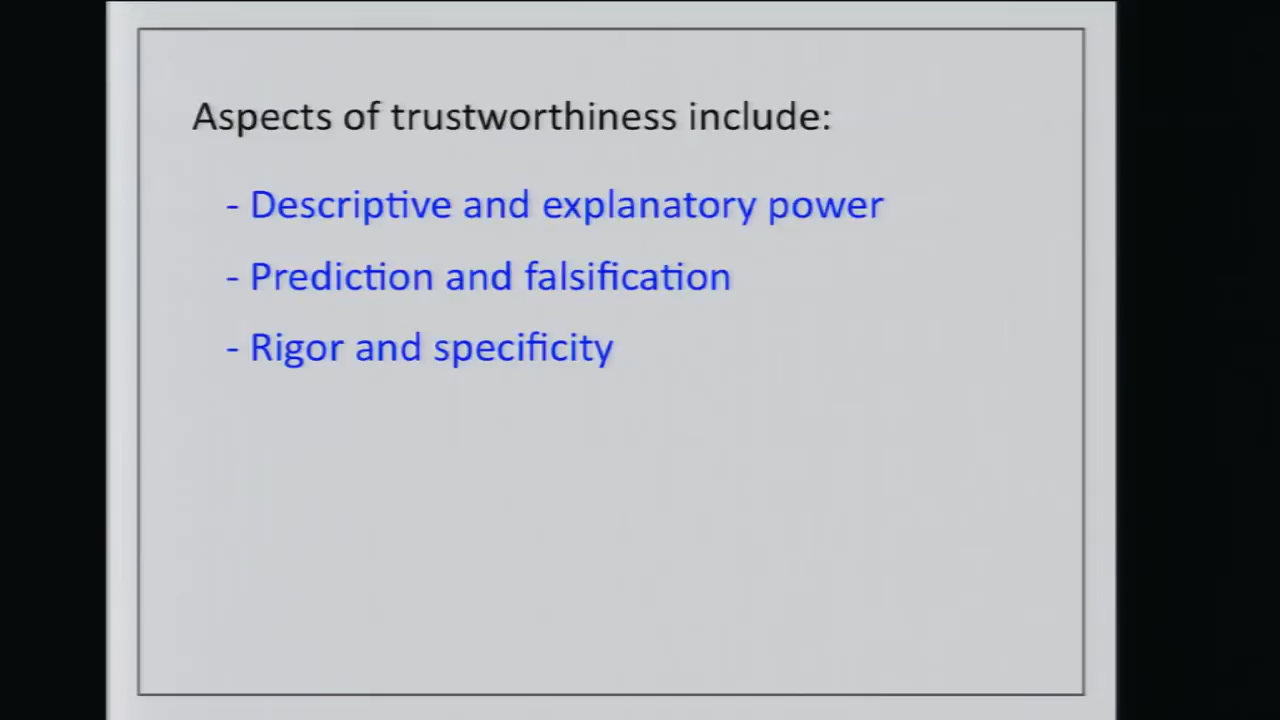 Aspects of trustworthiness include:
- Descriptive and explanatory power
- Prediction and falsification
- Rigor and specificity